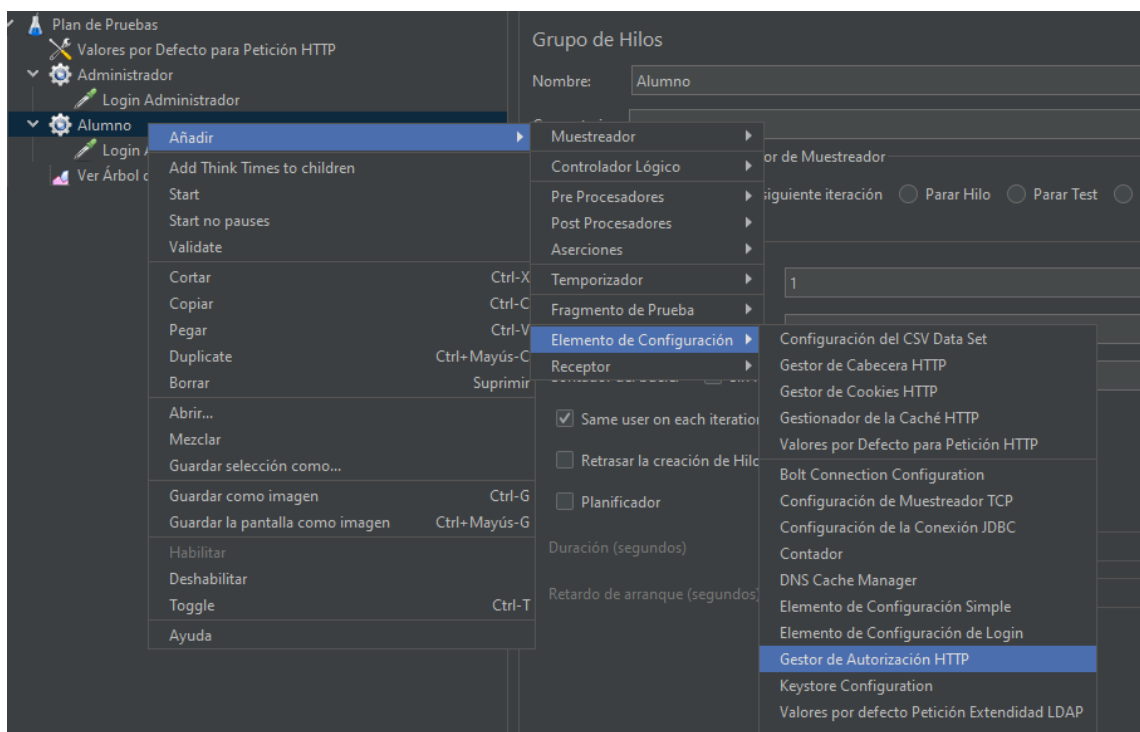 Plan de Pruebas
Valores por Defecto para Petición HTTP
Administrador
Login Administrador
Alumno
Login
Ver Árbol
Grupo de Hilos
Nombre: Alumno
or de Muestreador
siguiente iteración Parar Hilo Parar Test
1
Same user on each iteration
Retrasar la creación de Hilo
Planificador
Duración (segundos)
Retardo de arranque (segundos)
Añadir
Add Think Times to children
Start
Start no pauses
Validate
Cortar Ctrl-X
Copiar Ctrl-C
Pegar Ctrl-V
Duplicate Ctrl+Mayús-C
Borrar Suprimir
Abrir...
Mezclar
Guardar selección como...
Guardar como imagen Ctrl-G
Guardar la pantalla como imagen Ctrl+Mayús-G
Habilitar
Deshabilitar
Toggle Ctrl-T
Ayuda
Muestreador
Controlador Lógico
Pre Procesadores
Post Procesadores
Aserciones
Temporizador
Fragmento de Prueba
Elemento de Configuración
Receptor
Configuración del CSV Data Set
Gestor de Cabecera HTTP
Gestor de Cookies HTTP
Gestionador de la Caché HTTP
Valores por Defecto para Petición HTTP
Bolt Connection Configuration
Configuración de Muestreador TCP
Configuración de la Conexión JDBC
Contador
DNS Cache Manager
Elemento de Configuración Simple
Elemento de Configuración de Login
Gestor de Autorización HTTP
Keystore Configuration
Valores por defecto Petición Extendidad LDAP